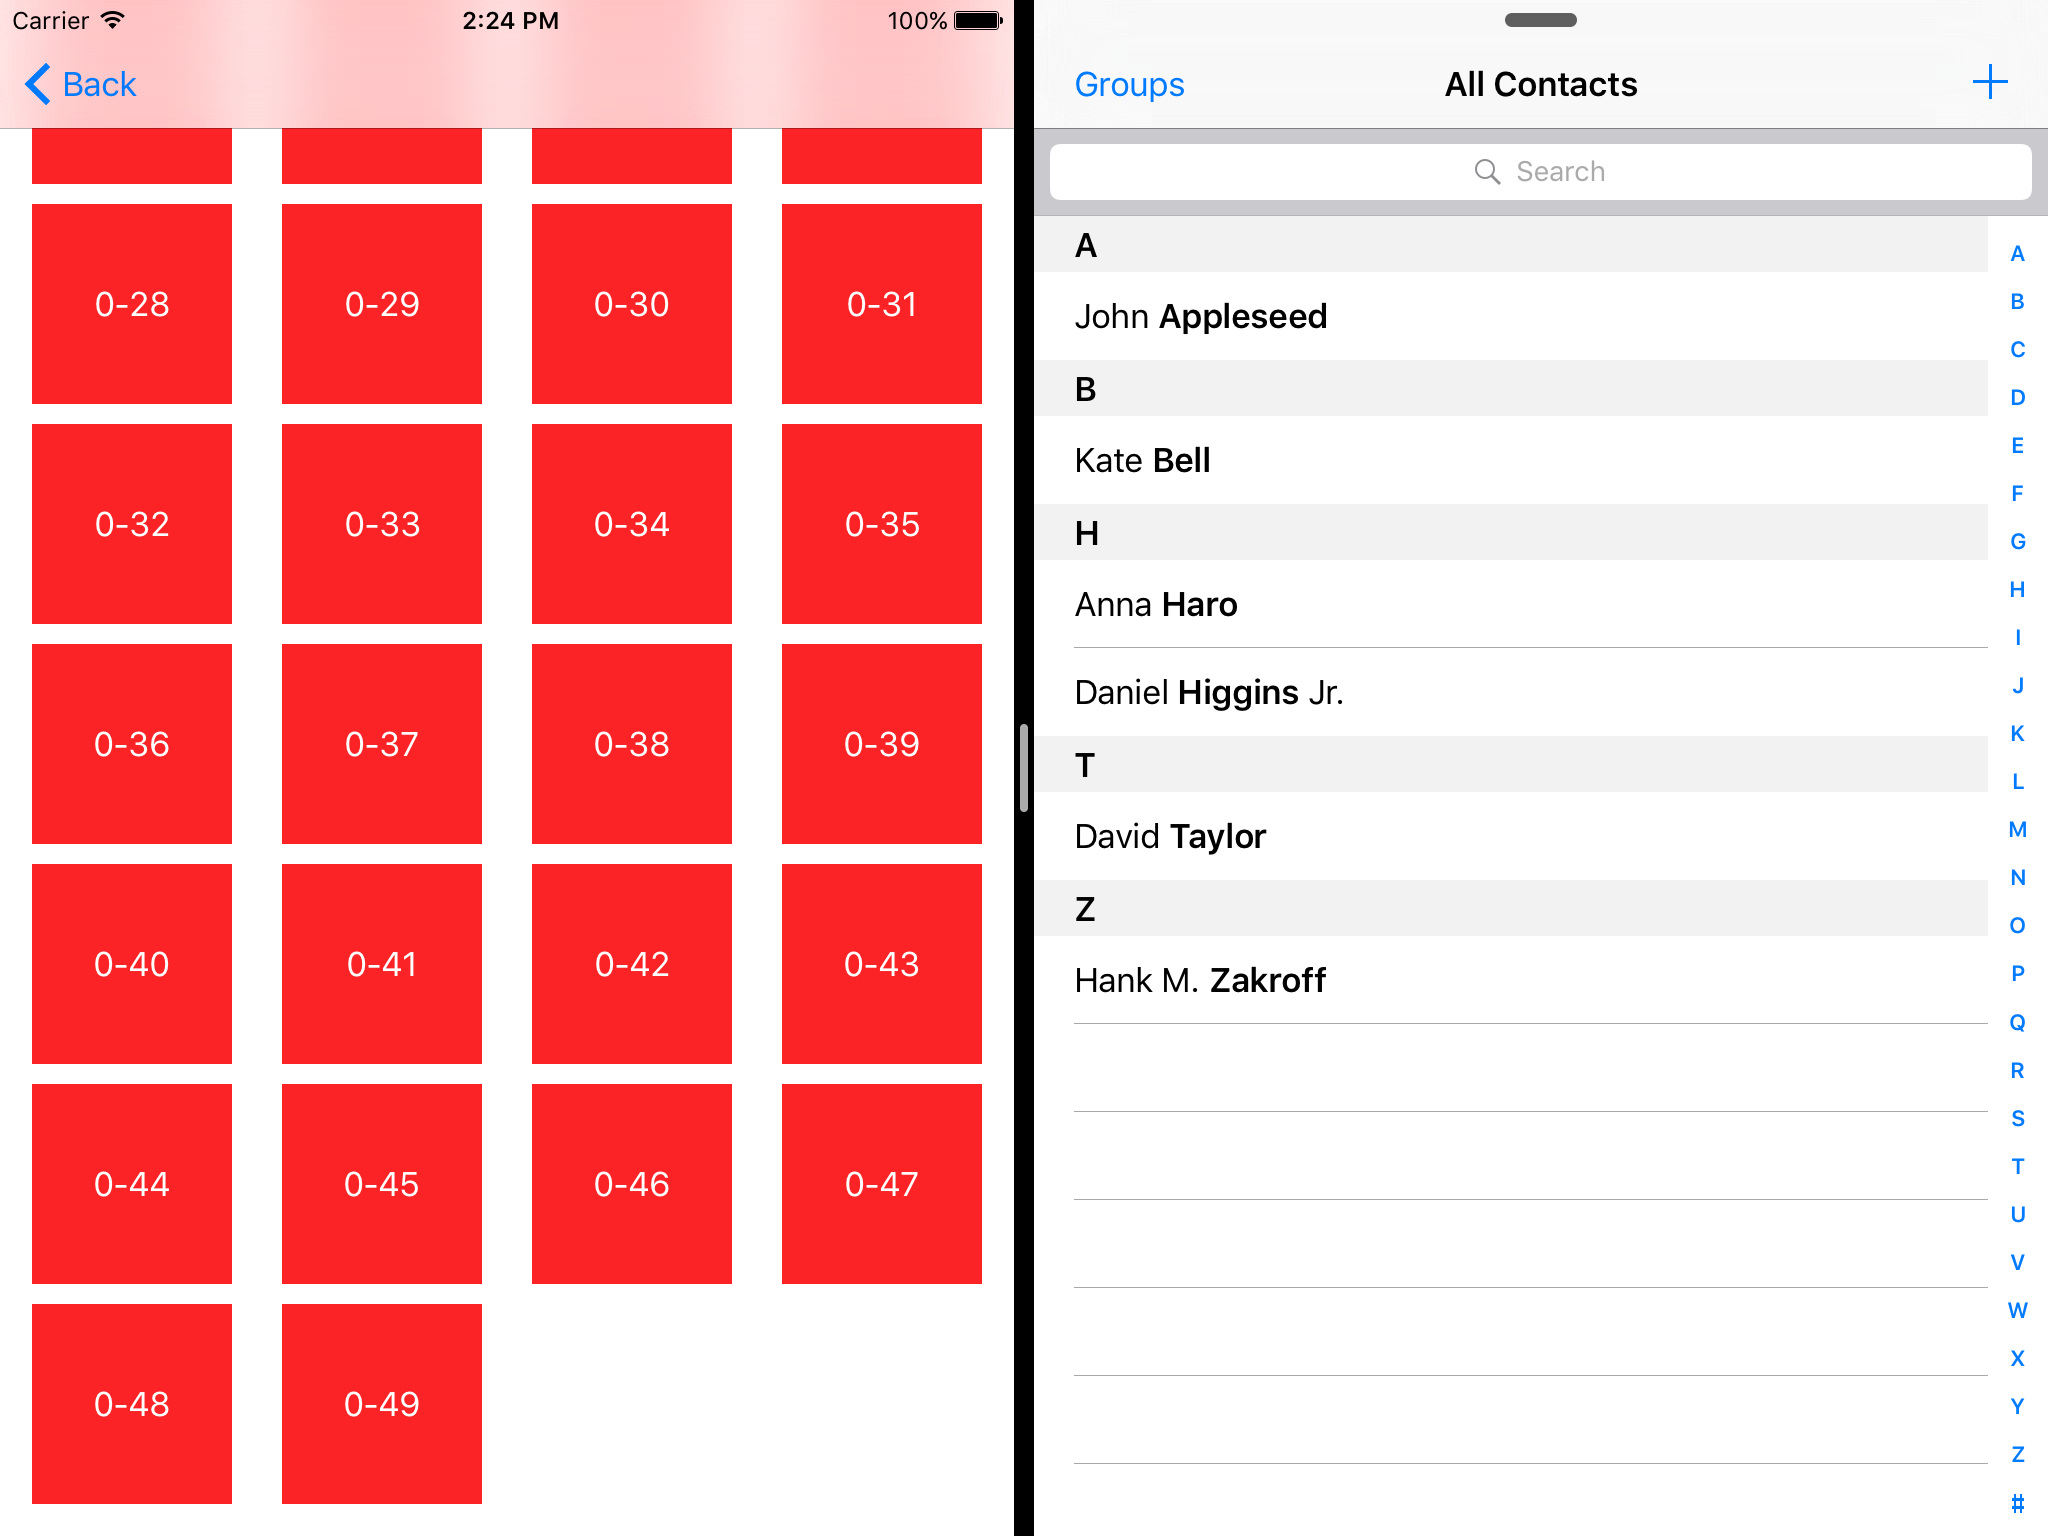 Carrier 2:24 PM 100%
Back
0-28 0-29 0-30 0-31
0-32 0-33 0-34 0-35
0-36 0-37 0-38 0-39
0-40 0-41 0-42 0-43
0-44 0-45 0-46 0-47
0-48 0-49
Groups All Contacts +
Search
A
John Appleseed
B
Kate Bell
H
Anna Haro
Daniel Higgins Jr.
T
David Taylor
Z
Hank M. Zakroff
A
B
C
D
E
F
G
H
I
J
K
L
M
N
O
P
Q
R
S
T
U
V
W
X
Y
Z
#